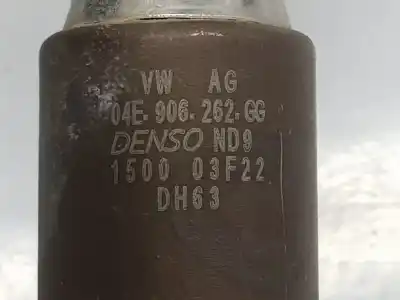 VW AG
04E-906-262-GG
DENSO ND9
1500 03F22
DH63